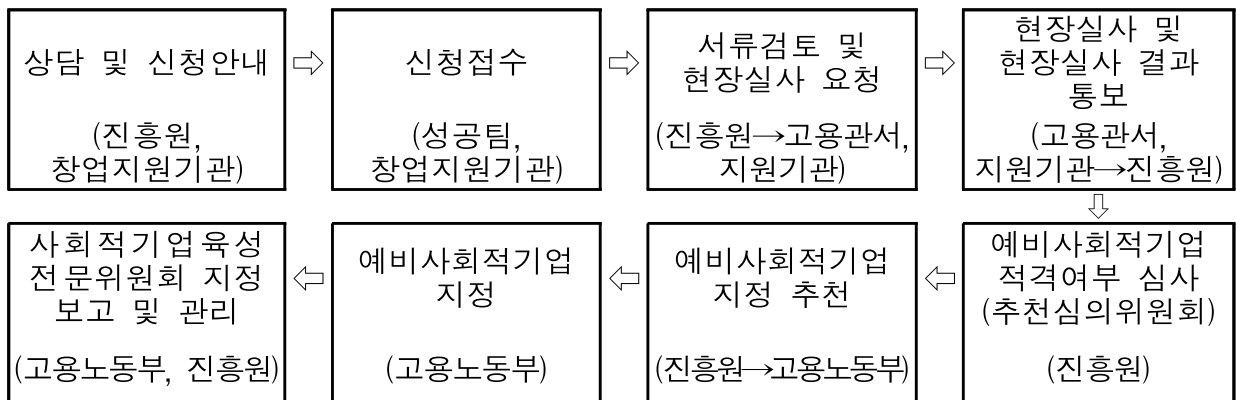 상담 및 신청안내
(진흥원,
창업지원기관)
⇨
신청접수
(성공팀,
창업지원기관)
⇨
서류검토 및
현장실사 요청
(진흥원→고용관서,
지원기관)
⇨
현장실사 및
현장실사 결과
통보
(고용관서,
지원기관→진흥원)
⇩
예비사회적기업
적격여부 심사
(추천심의위원회)
(진흥원)
⇦
예비사회적기업
지정 추천
(진흥원→고용노동부)
⇦
예비사회적기업
지정
(고용노동부)
⇦
사회적기업육성
전문위원회 지정
보고 및 관리
(고용노동부, 진흥원)